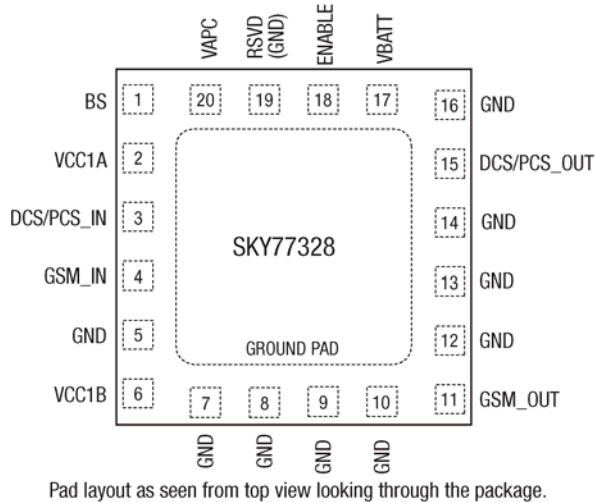 VAPC
RSVD
(GND)
ENABLE
VBATT
BS 1 20 19 18 17 16 GND
VCC1A 2 15 DCS/PCS_OUT
DCS/PCS_IN 3 14 GND
SKY77328
GSM_IN 4 13 GND
GND 5 12 GND
GROUND PAD
VCC1B 6 7 8 9 10 11 GSM_OUT
GND GND GND GND
Pad layout as seen from top view looking through the package.